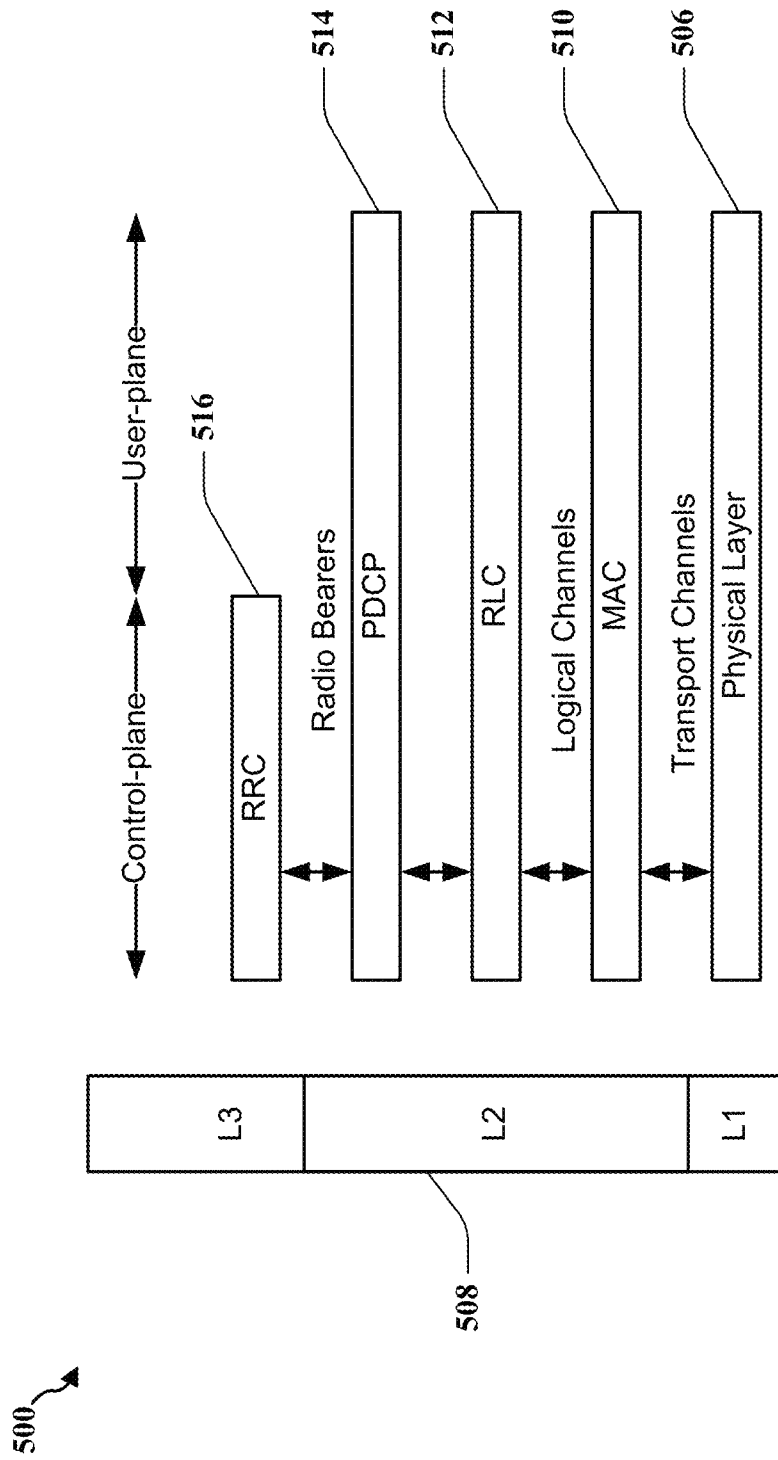 500
Control-plane
User-plane
516
L3
RRC
Radio Bearers
514
PDCP
L2
512
RLC
Logical Channels
510
MAC
508
Transport Channels
506
L1
Physical Layer